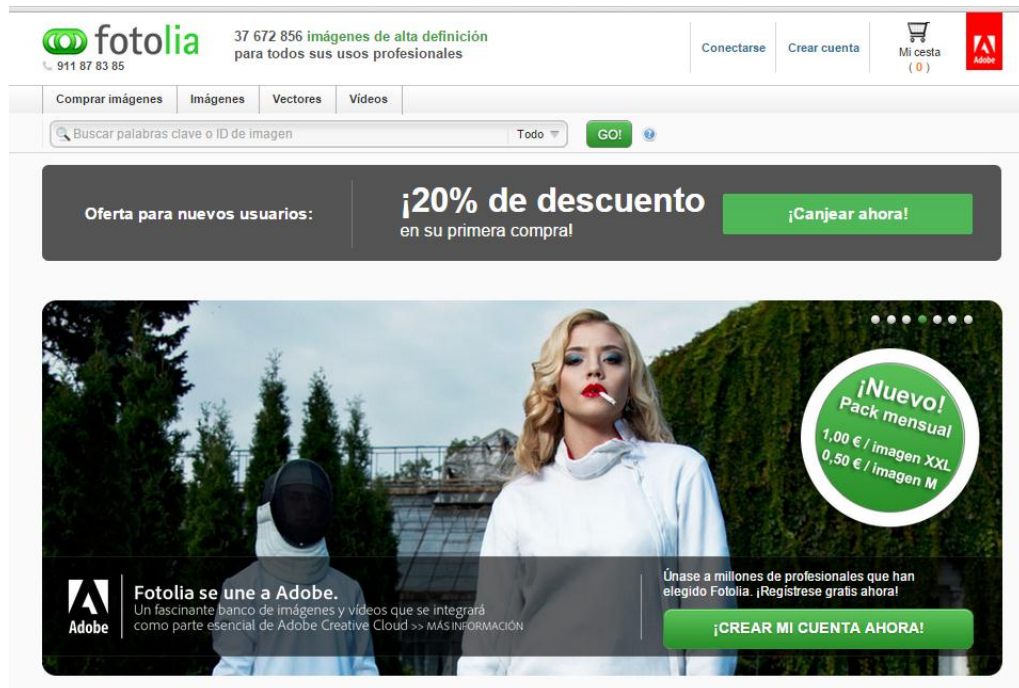 fotolia
911 87 83 85
37 672 856 imágenes de alta definición
para todos sus usos profesionales
Conectarse
Crear cuenta
Mi cesta
( 0 )
Adobe
Comprar imágenes
Imágenes
Vectores
Vídeos
Buscar palabras clave o ID de imagen
Todo
GO!
?
Oferta para nuevos usuarios:
¡20% de descuento
en su primera compra!
¡Canjear ahora!
¡Nuevo!
Pack mensual
1,00 € / imagen XXL
0,50 € / imagen M
Adobe
Fotolia se une a Adobe.
Un fascinante banco de imágenes y vídeos que se integrará
como parte esencial de Adobe Creative Cloud >> MÁS INFORMACIÓN
Únase a millones de profesionales que han
elegido Fotolia. ¡Regístrese gratis ahora!
¡CREAR MI CUENTA AHORA!